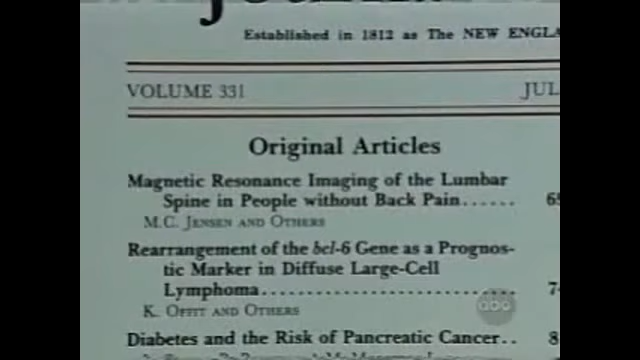 Established in 1812 as The NEW ENGLA
VOLUME 331
JUL
Original Articles
Magnetic Resonance Imaging of the Lumbar
Spine in People without Back Pain......
M.C. JENSEN AND OTHERS
Rearrangement of the bcl-6 Gene as a Prognos-
tic Marker in Diffuse Large-Cell
Lymphoma..............................
K. OFFIT AND OTHERS
Diabetes and the Risk of Pancreatic Cancer..
abc